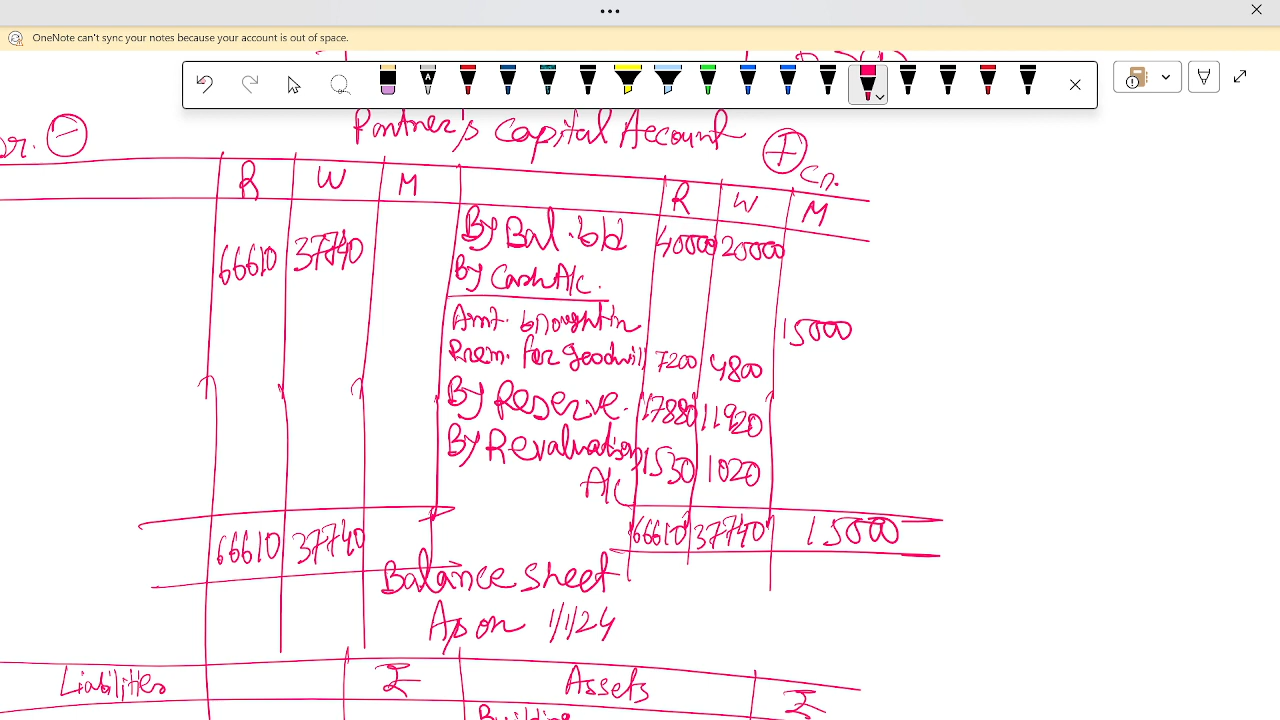 OneNote can't sync your notes because your account is out of space.
Partner's Capital Account
Dr. − + Cr.
R W M R W M
66610 37740 By Bal. b/d 40000 20000
By Cash A/c.
Amt. brought in 15000
Prem. for goodwill 7200 4800
By Reserve. 17880 11920
By Revaluation 1530 1020
A/c
66610 37740 66610 37740 15000
Balance Sheet
As on 1/1/24
Liabilities ₹ Assets ₹
Building